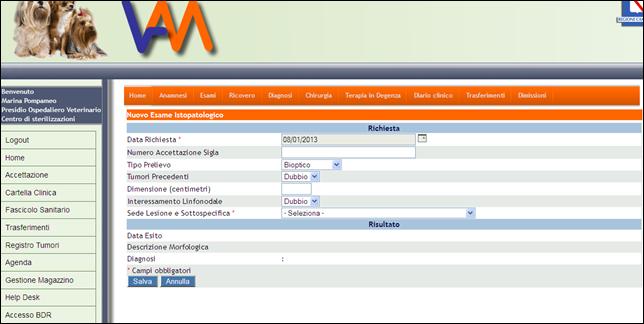 VAM
REGIONE CA
Benvenuto
Marina Pompameo
Presidio Ospedaliero Veterinario
Centro di sterilizzazioni
Home Anamnesi Esami Ricovero Diagnosi Chirurgia Terapia in Degenza Diario clinico Trasferimenti Dimissioni
Nuovo Esame Istopatologico
Richiesta
Data Richiesta * 08/01/2013
Numero Accettazione Sigla
Tipo Prelievo Bioptico
Tumori Precedenti Dubbio
Dimensione (centimetri)
Interessamento Linfonodale Dubbio
Sede Lesione e Sottospecifica * - Seleziona -
Risultato
Data Esito
Descrizione Morfologica
Diagnosi :
* Campi obbligatori
Salva Annulla
Logout
Home
Accettazione
Cartella Clinica
Fascicolo Sanitario
Trasferimenti
Registro Tumori
Agenda
Gestione Magazzino
Help Desk
Accesso BDR